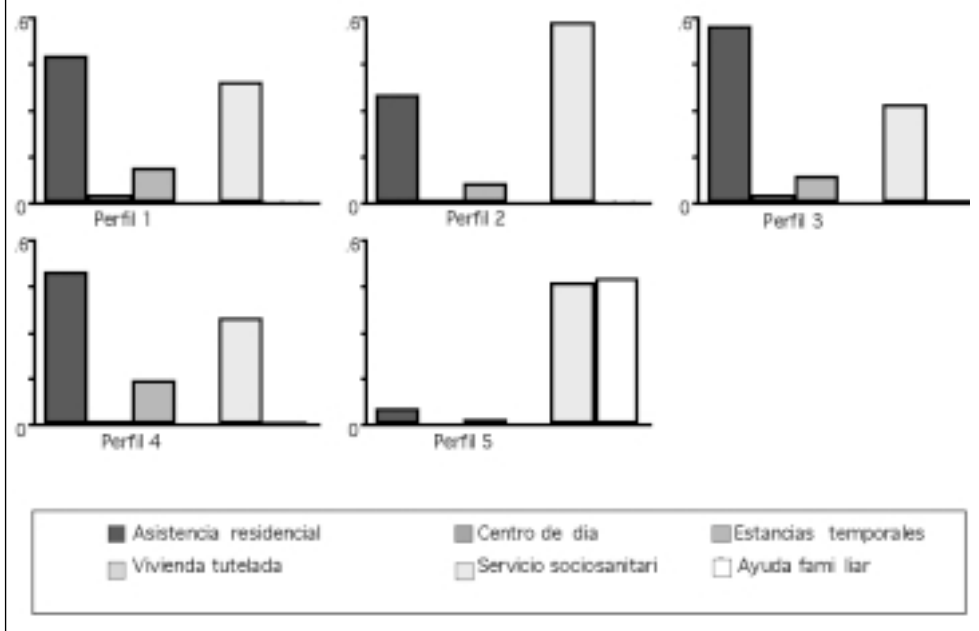 .6 .6 .6
0 0 0
Perfil 1 Perfil 2 Perfil 3
.6 .6
0 0
Perfil 4 Perfil 5
Asistencia residencial Centro de dia Estancias temporales
Vivienda tutelada Servicio sociosanitari Ayuda fami liar